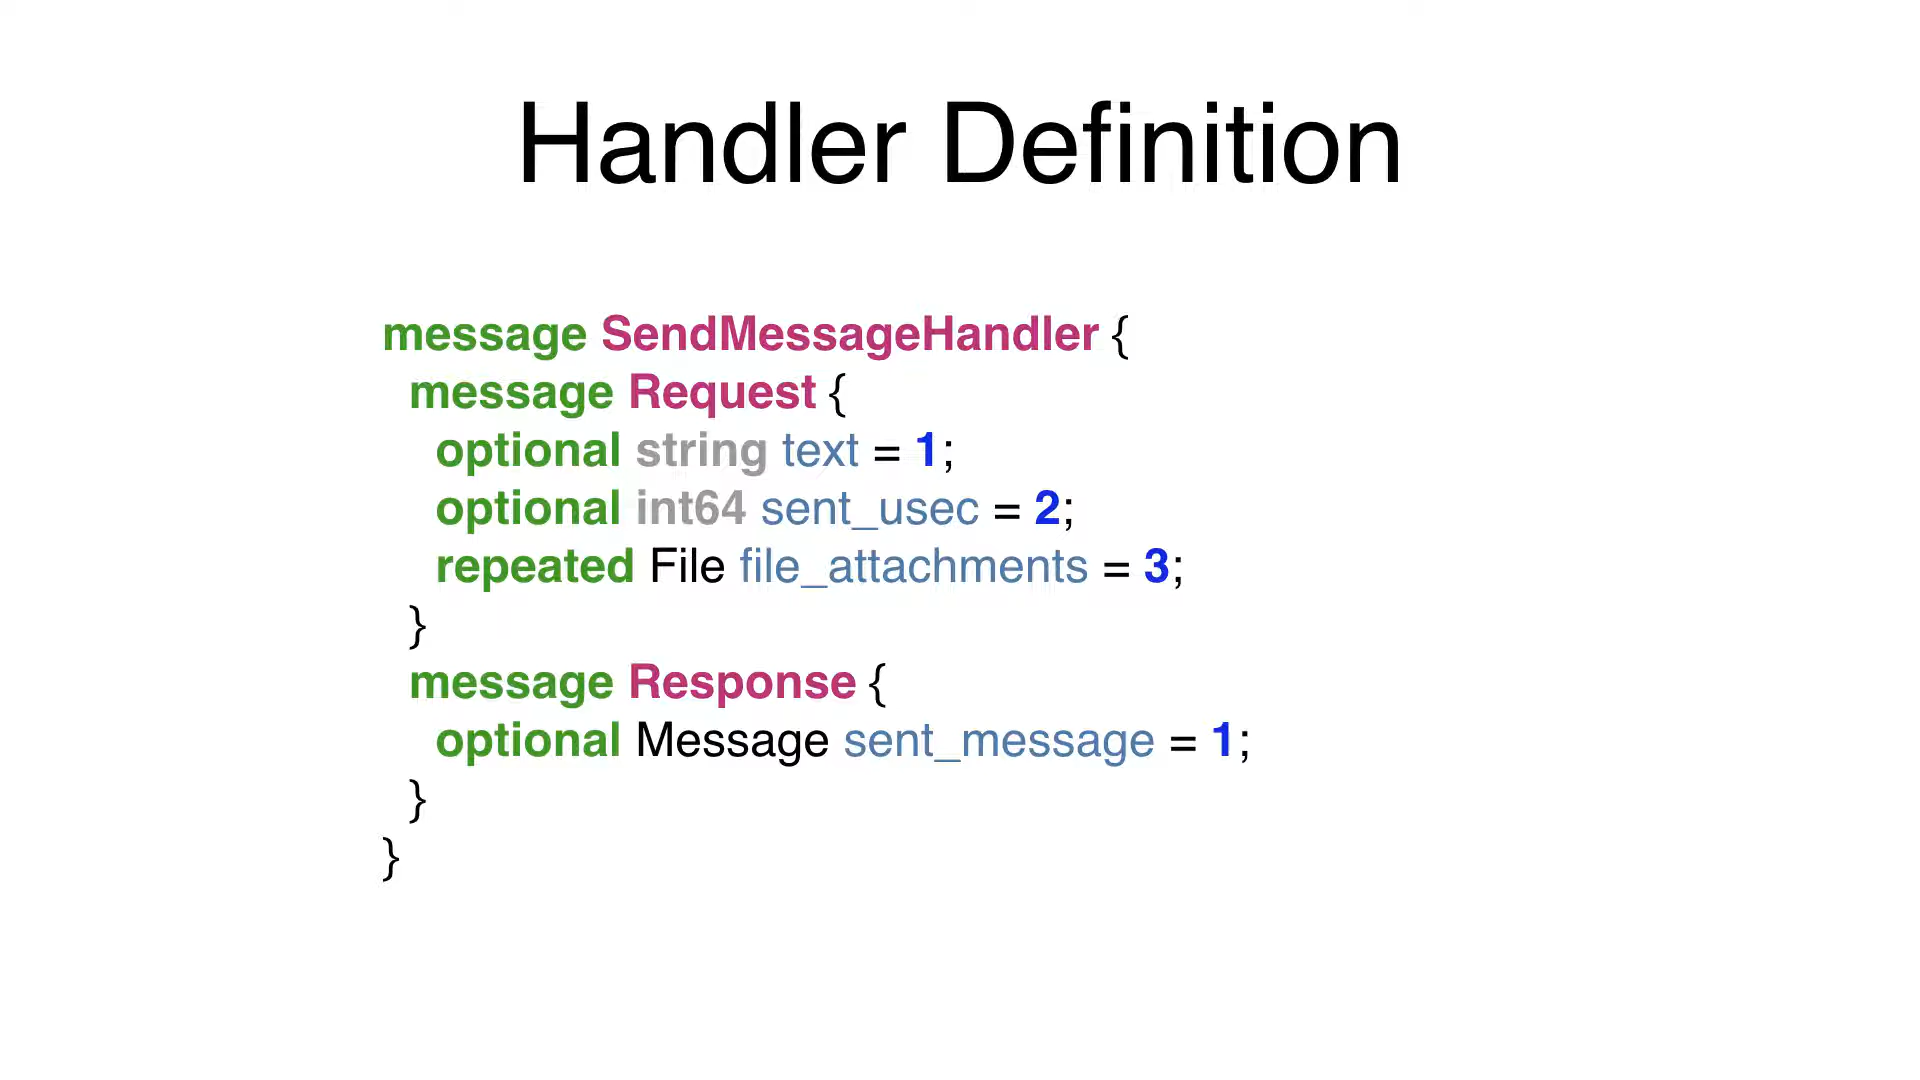 Handler Definition
message SendMessageHandler {
message Request {
optional string text = 1;
optional int64 sent_usec = 2;
repeated File file_attachments = 3;
}
message Response {
optional Message sent_message = 1;
}
}